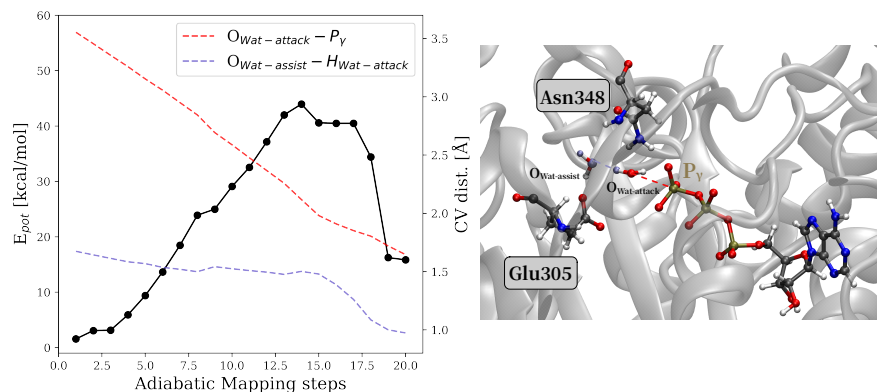 60
50
40
30
20
10
0
E_pot [kcal/mol]
O_Wat−attack − P_γ
O_Wat−assist − H_Wat−attack
3.5
3.0
2.5
2.0
1.5
1.0
CV dist. [Å]
0.0 2.5 5.0 7.5 10.0 12.5 15.0 17.5 20.0
Adiabatic Mapping steps
Asn348
O_Wat-assist
O_Wat-attack
P_γ
Glu305